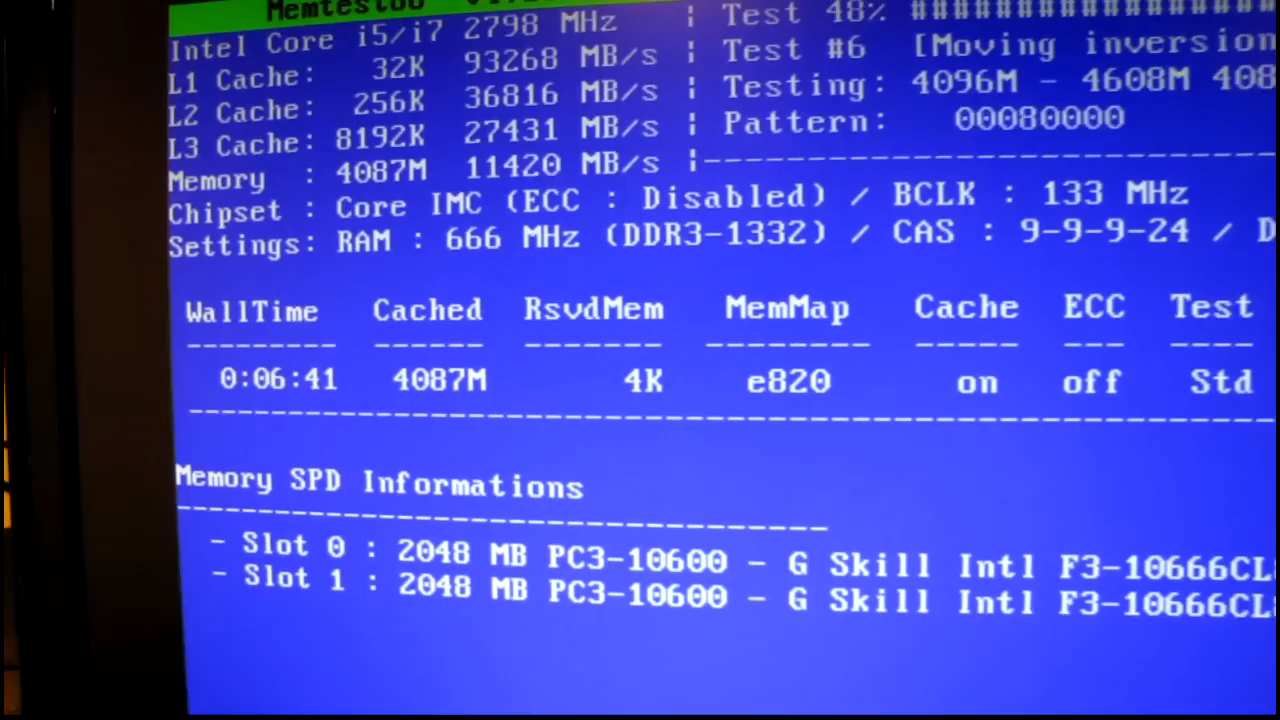 Intel Core i5/i7 2798 MHz ¦ Test 48% ##################
L1 Cache: 32K 93268 MB/s ¦ Test #6 [Moving inversion
L2 Cache: 256K 36816 MB/s ¦ Testing: 4096M - 4608M 408
L3 Cache: 8192K 27431 MB/s ¦ Pattern: 00080000
Memory : 4087M 11420 MB/s ¦--------------------------------
Chipset : Core IMC (ECC : Disabled) / BCLK : 133 MHz
Settings: RAM : 666 MHz (DDR3-1332) / CAS : 9-9-9-24 / D
WallTime Cached RsvdMem MemMap Cache ECC Test
--------- ------ ------- -------- ----- --- ----
0:06:41 4087M 4K e820 on off Std
Memory SPD Informations
- Slot 0 : 2048 MB PC3-10600 - G Skill Intl F3-10666CL
- Slot 1 : 2048 MB PC3-10600 - G Skill Intl F3-10666CL